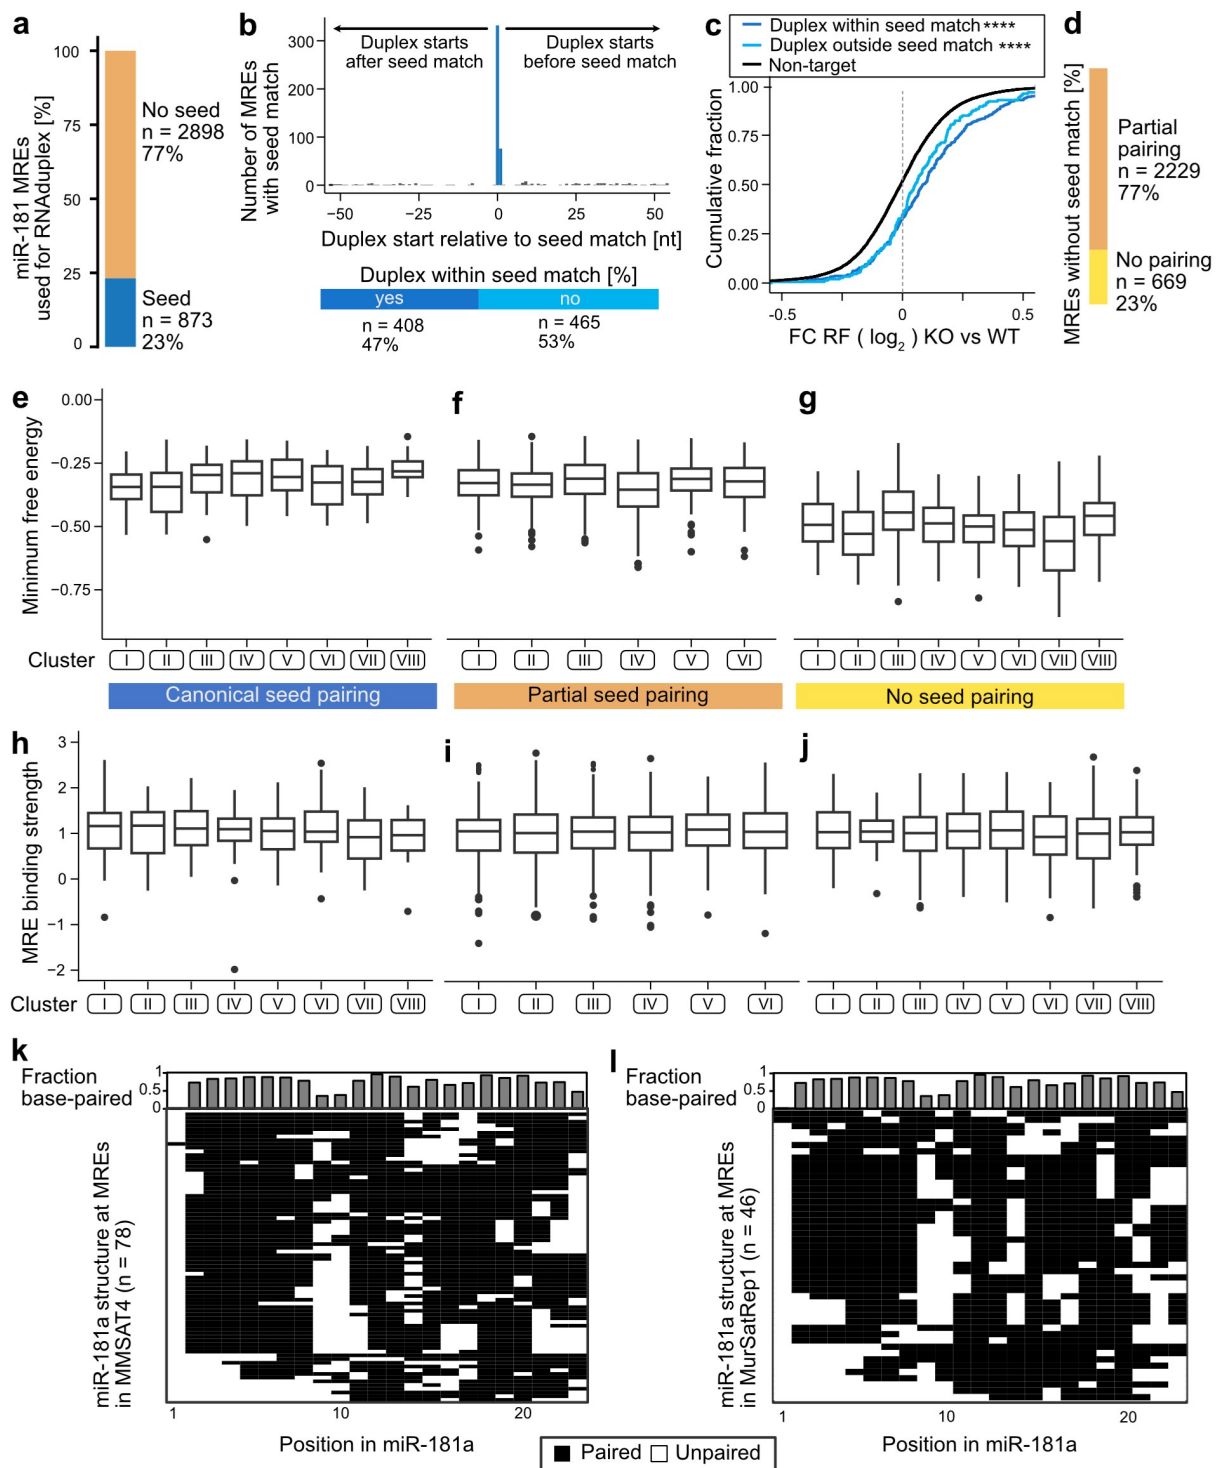 a
miR-181 MREs
used for RNAduplex [%]
100
75
50
25
0
No seed
n = 2898
77%
Seed
n = 873
23%
b
Number of MREs
with seed match
300
200
100
0
Duplex starts
after seed match
Duplex starts
before seed match
−50
−25
0
25
50
Duplex start relative to seed match [nt]
Duplex within seed match [%]
yes
no
n = 408
47%
n = 465
53%
c
Duplex within seed match ****
Duplex outside seed match ****
Non-target
Cumulative fraction
1.00
0.75
0.50
0.25
0.00
-0.5
0
0.5
FC RF ( log2 ) KO vs WT
d
MREs without seed match [%]
Partial
pairing
n = 2229
77%
No pairing
n = 669
23%
e
Minimum free energy
0.00
−0.25
−0.50
−0.75
Cluster
I II III IV V VI VII VIII
Canonical seed pairing
f
I II III IV V VI
Partial seed pairing
g
I II III IV V VI VII VIII
No seed pairing
h
MRE binding strength
3
2
1
0
−1
−2
Cluster
I II III IV V VI VII VIII
i
I II III IV V VI
j
I II III IV V VI VII VIII
k
Fraction
base-paired
1
0.5
0
miR-181a structure at MREs
in MMSAT4 (n = 78)
1
10
20
Position in miR-181a
l
Fraction
base-paired
1
0.5
0
miR-181a structure at MREs
in MurSatRep1 (n = 46)
1
10
20
Position in miR-181a
Paired
Unpaired